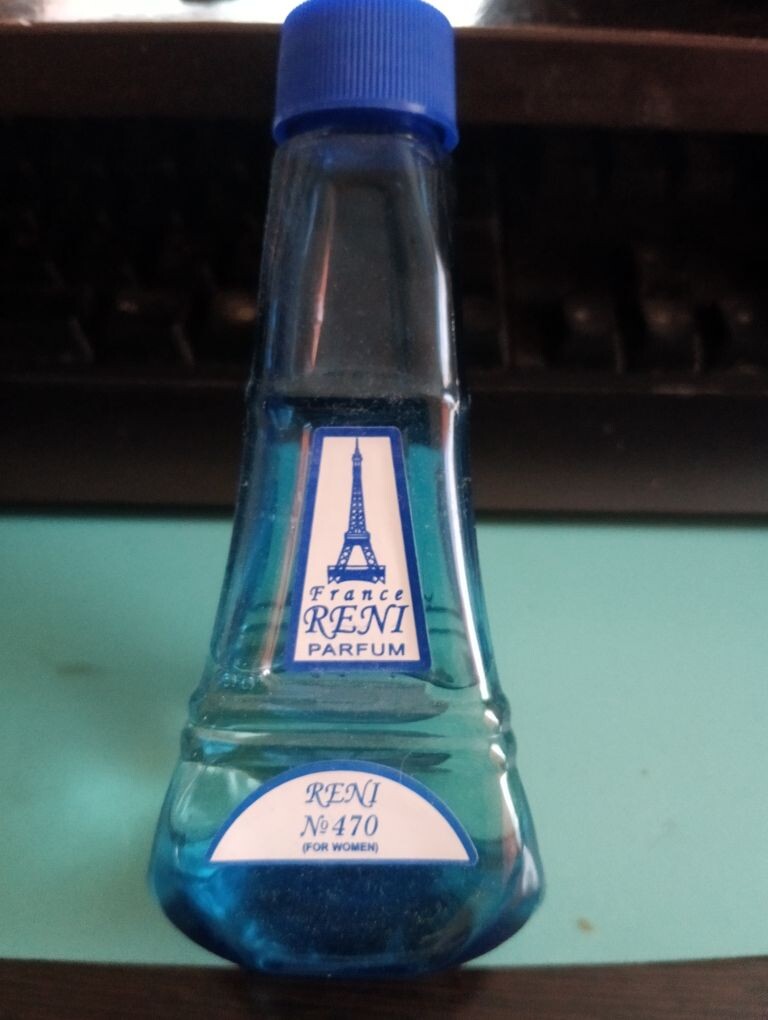 France
RENI
PARFUM
RENI
№470
(FOR WOMEN)